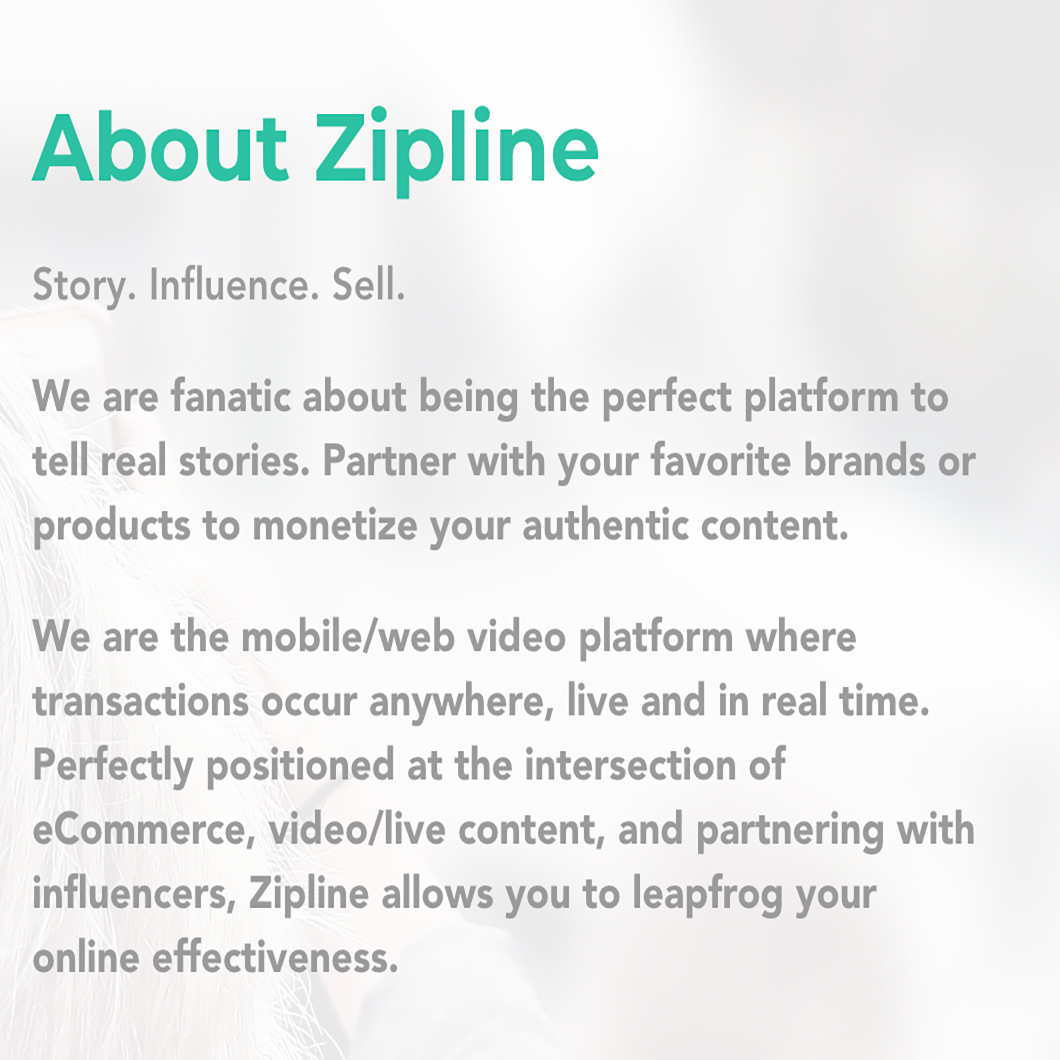 About Zipline
Story. Influence. Sell.
We are fanatic about being the perfect platform to
tell real stories. Partner with your favorite brands or
products to monetize your authentic content.
We are the mobile/web video platform where
transactions occur anywhere, live and in real time.
Perfectly positioned at the intersection of
eCommerce, video/live content, and partnering with
influencers, Zipline allows you to leapfrog your
online effectiveness.